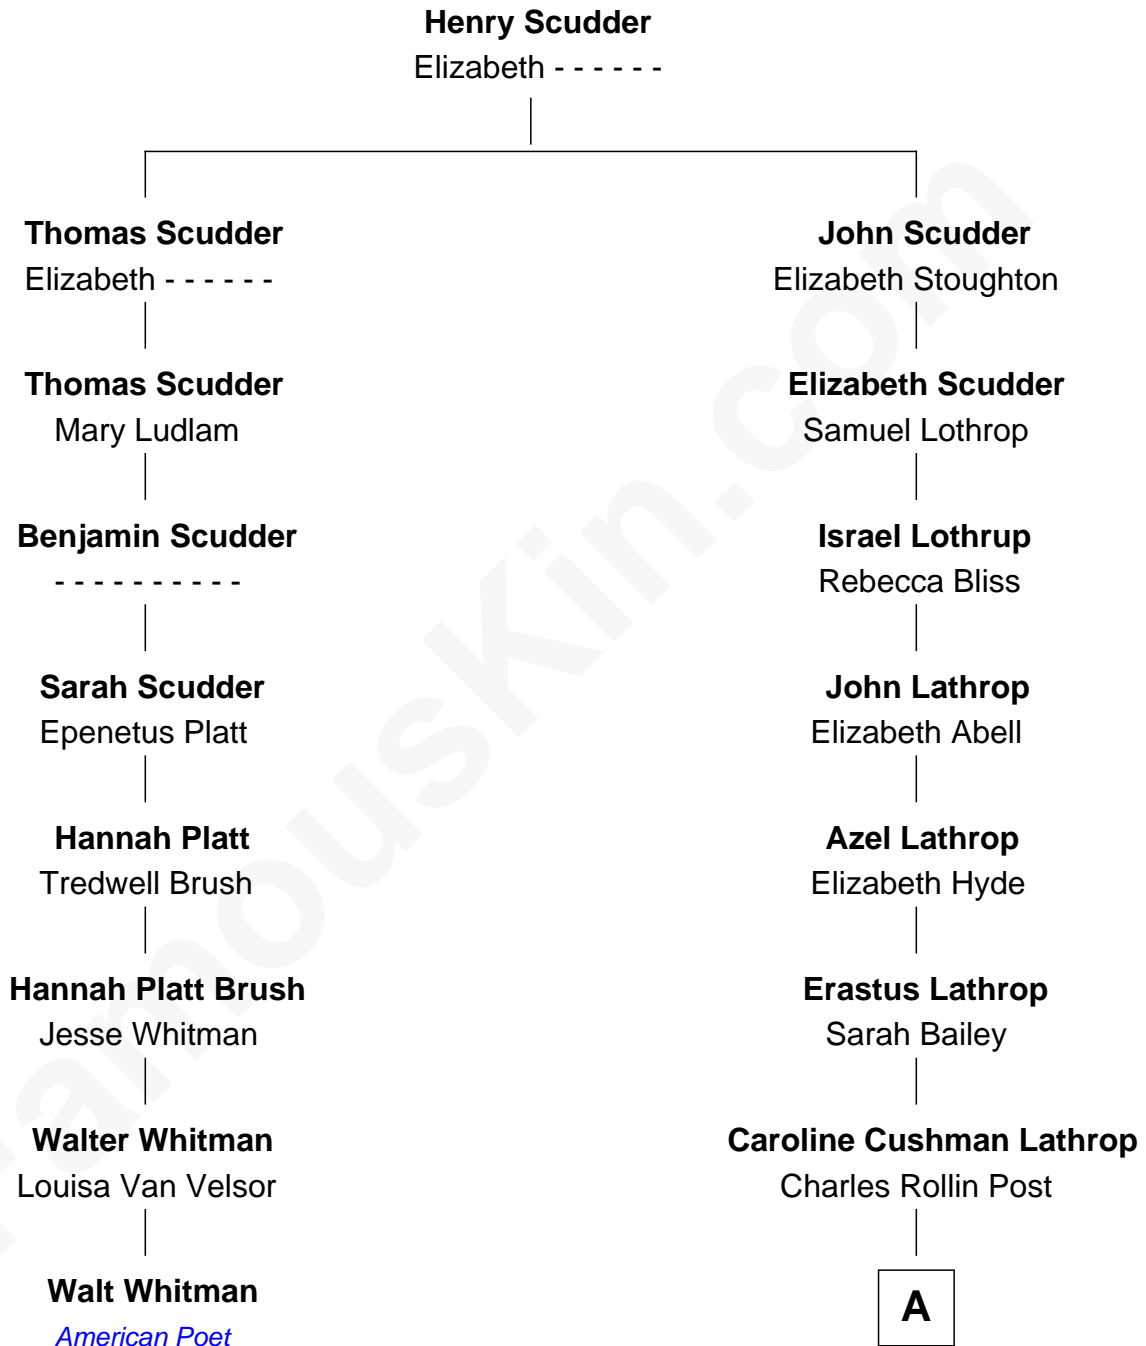 Henry Scudder
Elizabeth - - - - - -
Thomas Scudder
Elizabeth - - - - - -
John Scudder
Elizabeth Stoughton
Thomas Scudder
Mary Ludlam
Elizabeth Scudder
Samuel Lothrop
Benjamin Scudder
- - - - - - - - - -
Israel Lothrup
Rebecca Bliss
Sarah Scudder
Epenetus Platt
John Lathrop
Elizabeth Abell
Hannah Platt
Tredwell Brush
Azel Lathrop
Elizabeth Hyde
Hannah Platt Brush
Jesse Whitman
Erastus Lathrop
Sarah Bailey
Walter Whitman
Louisa Van Velsor
Caroline Cushman Lathrop
Charles Rollin Post
Walt Whitman
American Poet
A
FamousKin.com